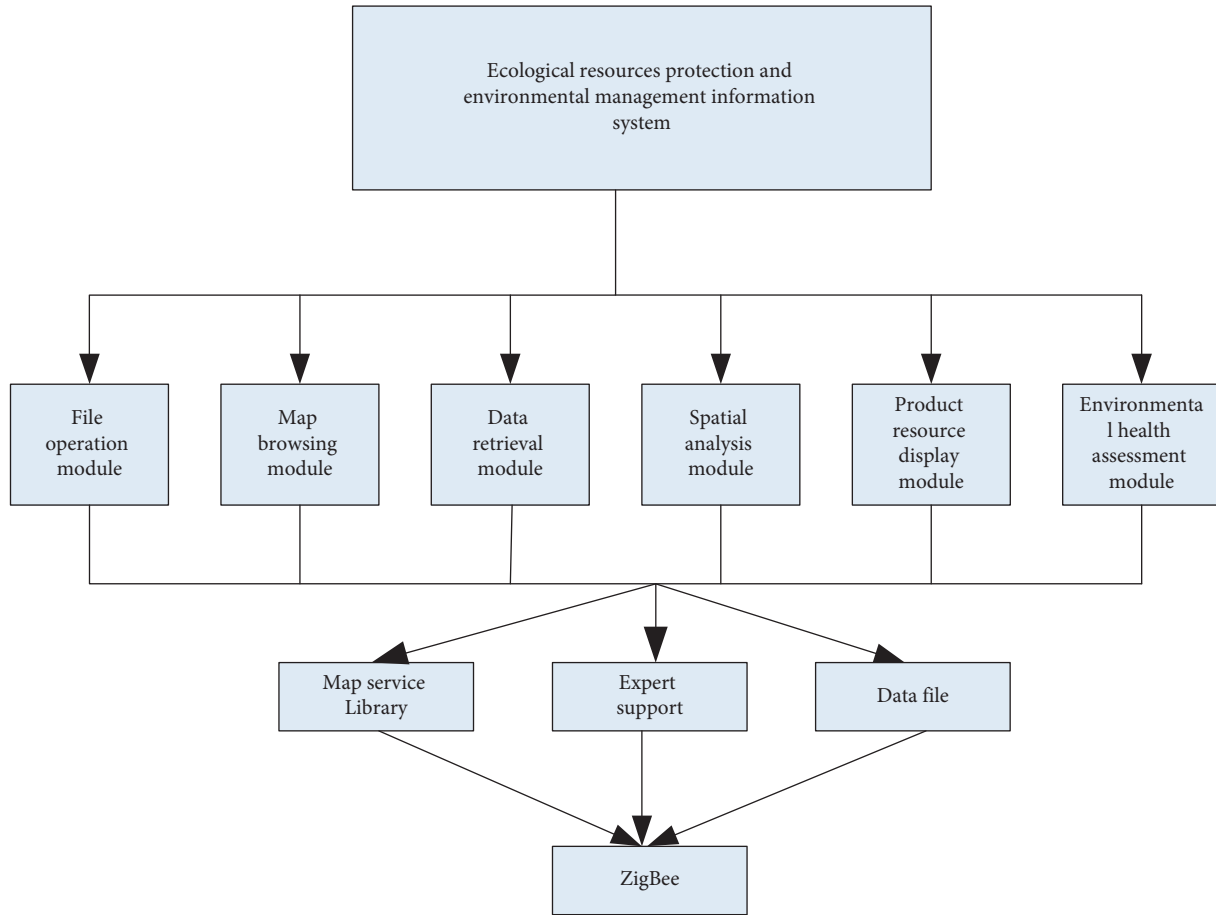 Ecological resources protection and
environmental management information
system
File
operation
module
Map
browsing
module
Data
retrieval
module
Spatial
analysis
module
Product
resource
display
module
Environmenta
l health
assessment
module
Map service
Library
Expert
support
Data file
ZigBee